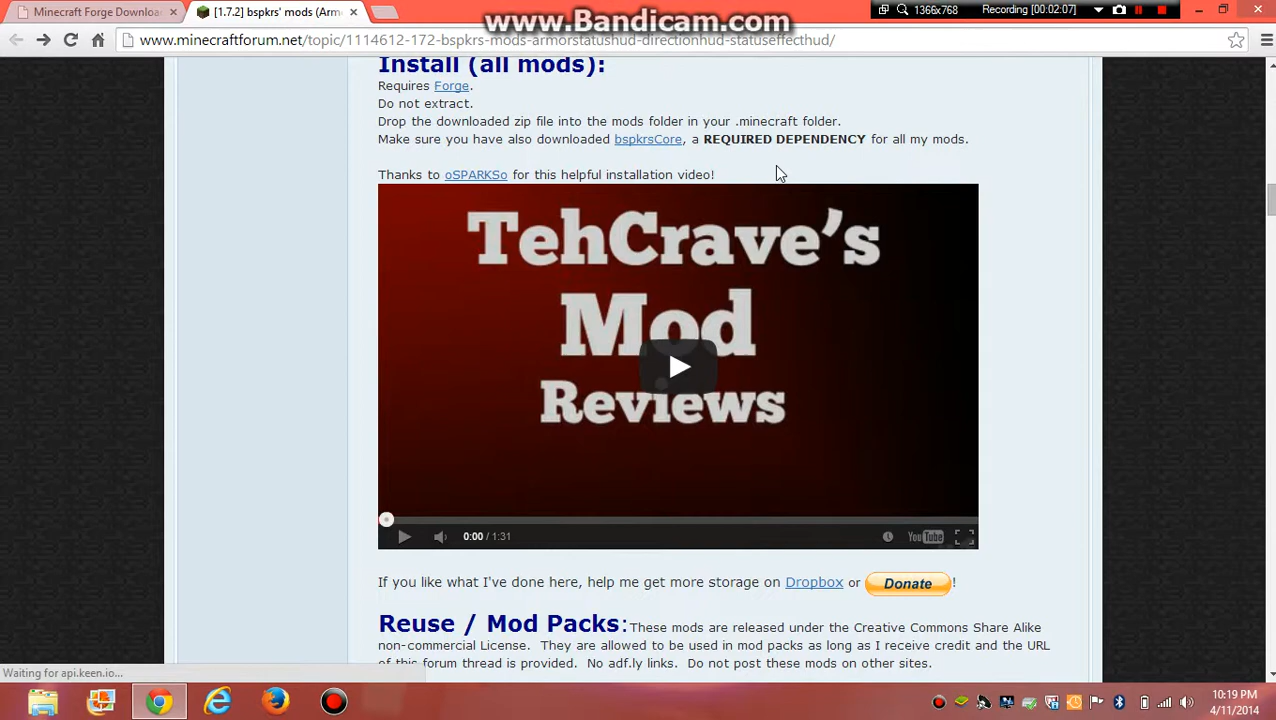 Minecraft Forge Downloa
[1.7.2] bspkrs' mods (Arm
www.Bandicam.com
1366x768
Recording [00:02:07]
www.minecraftforum.net/topic/1114612-172-bspkrs-mods-armorstatushud-directionhud-statuseffecthud/
Install (all mods):
Requires Forge.
Do not extract.
Drop the downloaded zip file into the mods folder in your .minecraft folder.
Make sure you have also downloaded bspkrsCore, a REQUIRED DEPENDENCY for all my mods.
Thanks to oSPARKSo for this helpful installation video!
TehCrave's
Mod
Reviews
0:00 / 1:31
YouTube
If you like what I've done here, help me get more storage on Dropbox or Donate!
Reuse / Mod Packs: These mods are released under the Creative Commons Share Alike
non-commercial License. They are allowed to be used in mod packs as long as I receive credit and the URL
of this forum thread is provided. No adf.ly links. Do not post these mods on other sites.
Waiting for api.keen.io...
10:19 PM
4/11/2014